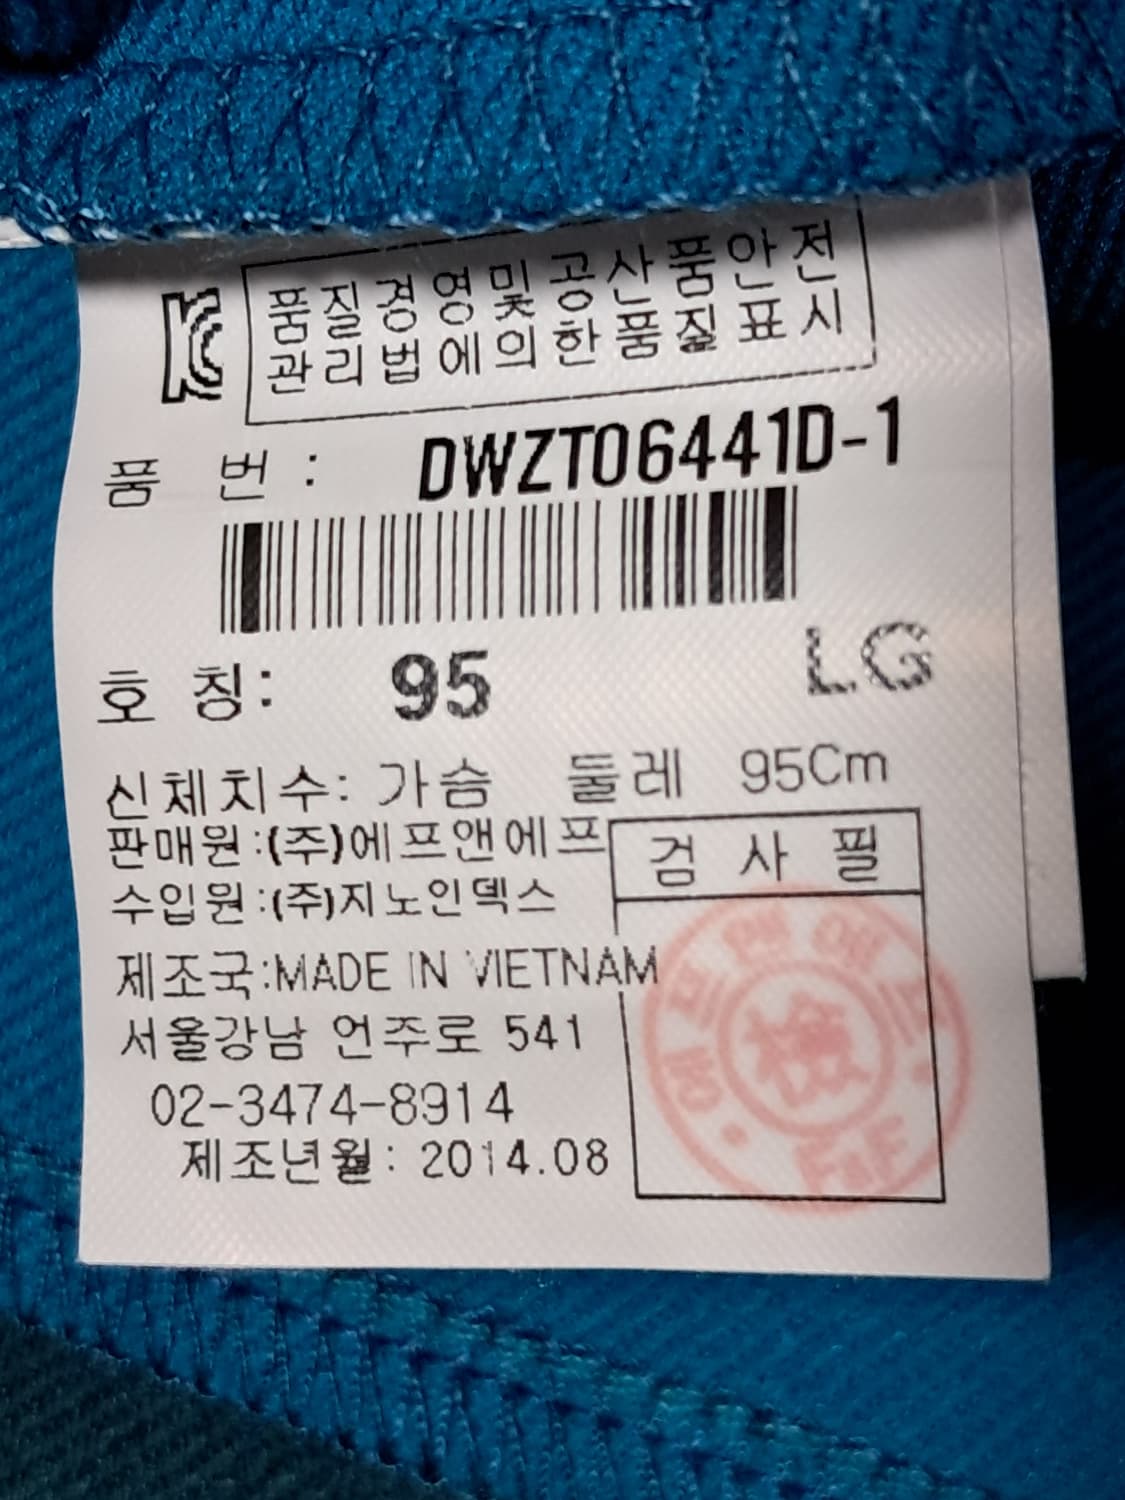 품질경영및공산품안전
관리법에의한품질표시
품 번 : DWZT06441D-1
호 칭: 95 LG
신체치수: 가슴 둘레 95Cm
판매원:(주)에프앤에프
수입원:(주)지노인덱스
검 사 필
제조국:MADE IN VIETNAM
서울강남 언주로 541
02-3474-8914
제조년월: 2014.08